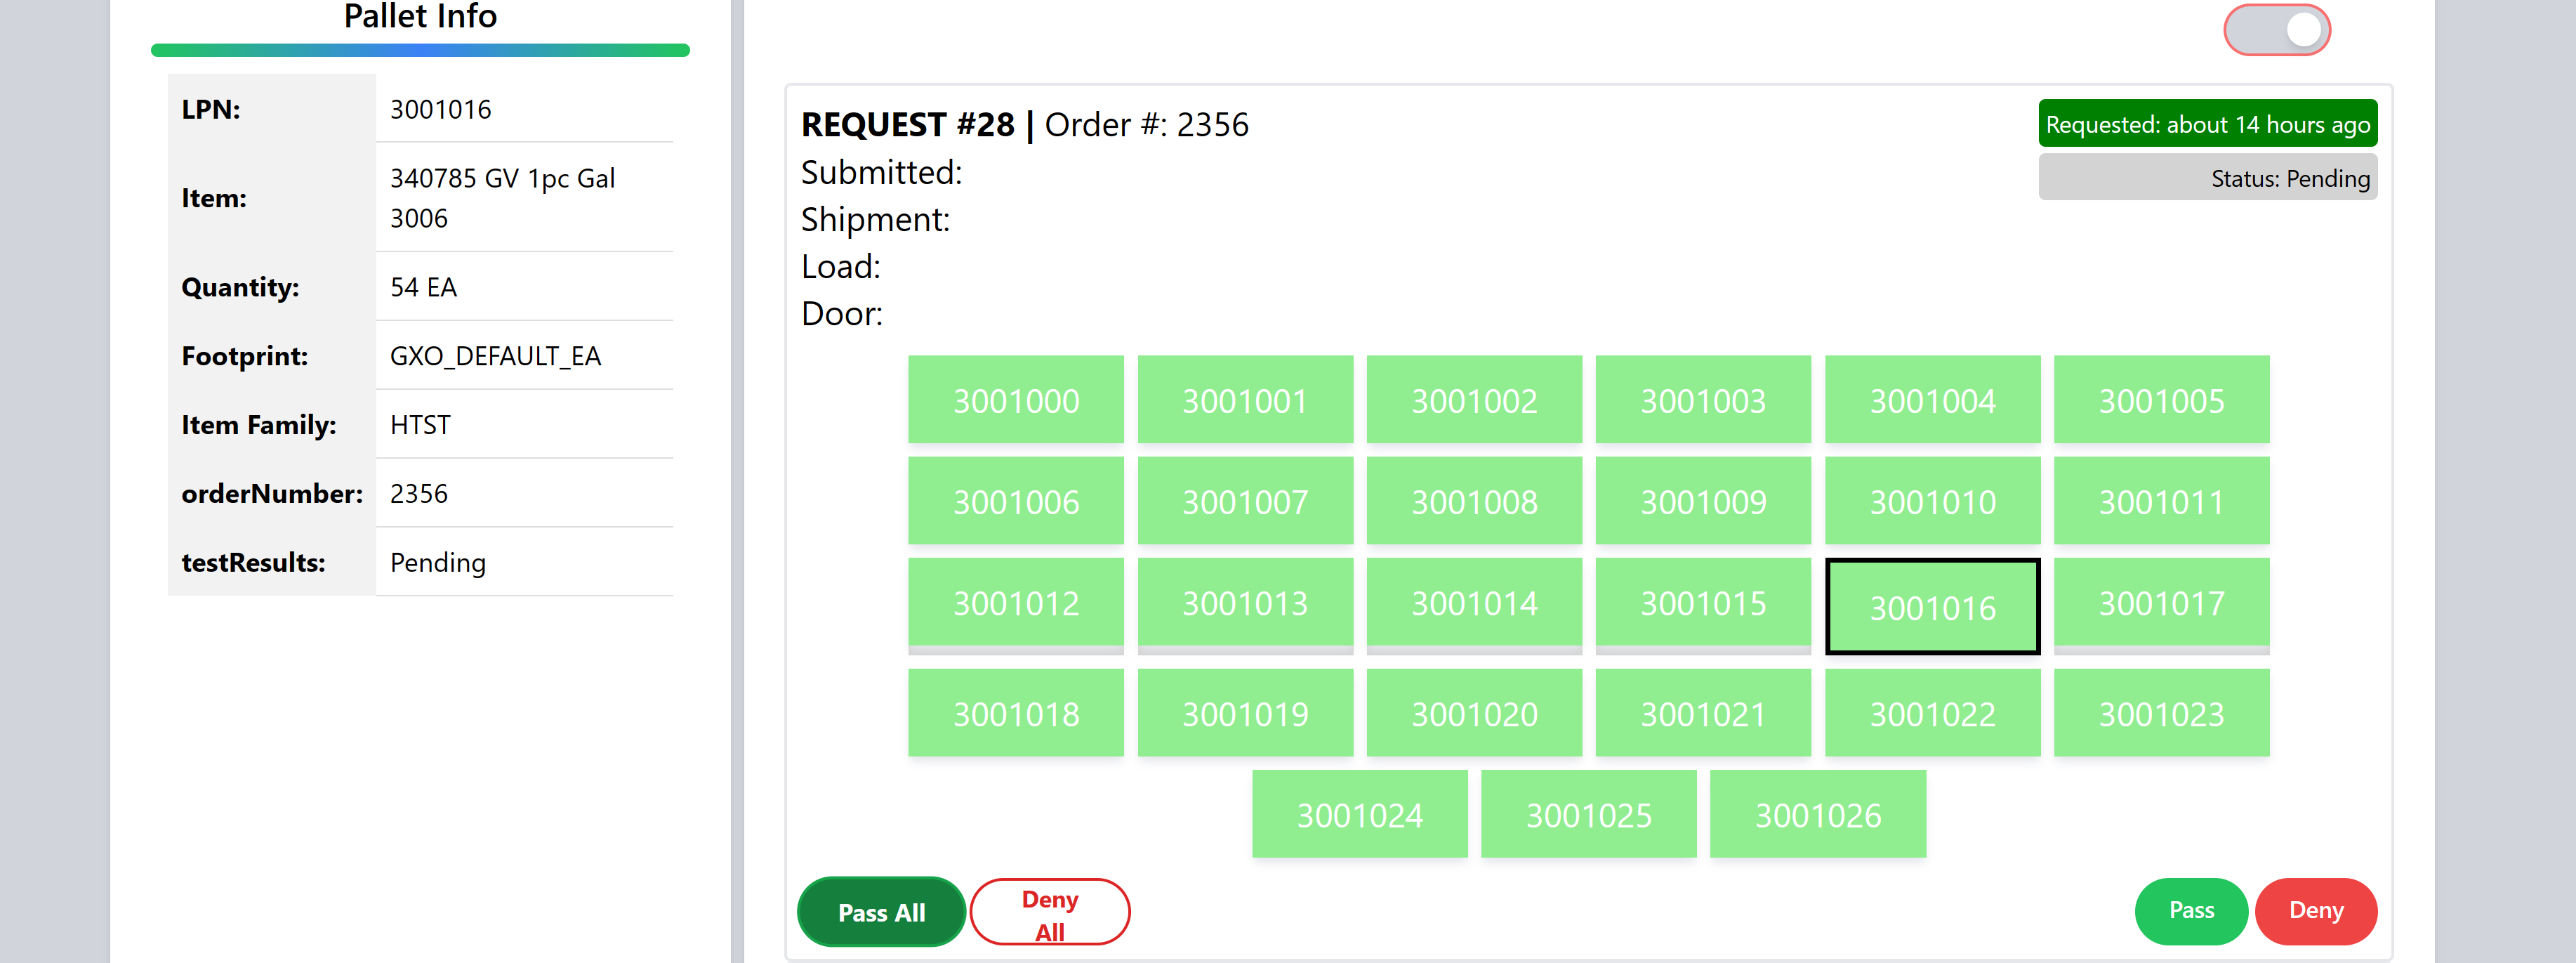 Pallet Info
LPN: 3001016
Item: 340785 GV 1pc Gal
3006
Quantity: 54 EA
Footprint: GXO_DEFAULT_EA
Item Family: HTST
orderNumber: 2356
testResults: Pending
REQUEST #28 | Order #: 2356
Requested: about 14 hours ago
Submitted:
Status: Pending
Shipment:
Load:
Door:
3001000 3001001 3001002 3001003 3001004 3001005
3001006 3001007 3001008 3001009 3001010 3001011
3001012 3001013 3001014 3001015 3001016 3001017
3001018 3001019 3001020 3001021 3001022 3001023
3001024 3001025 3001026
Pass All
Deny
All
Pass
Deny